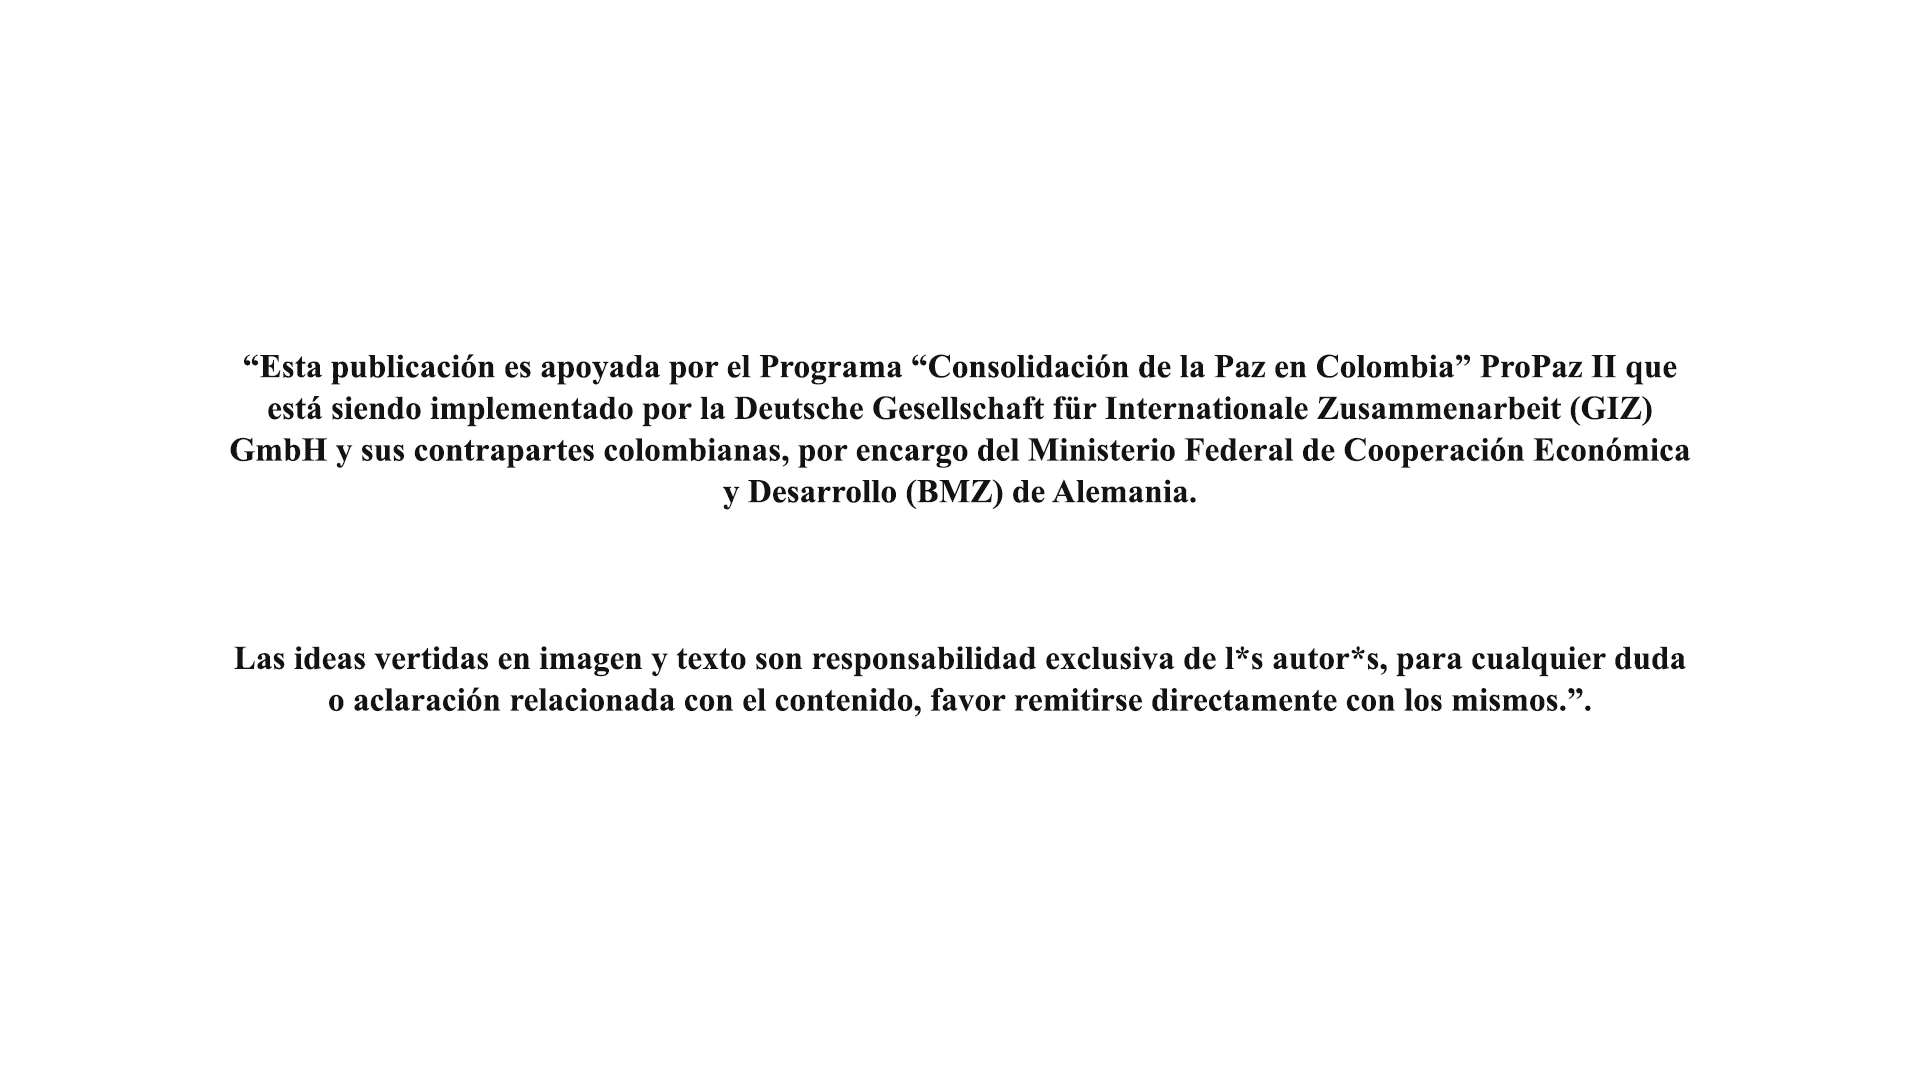 “Esta publicación es apoyada por el Programa “Consolidación de la Paz en Colombia” ProPaz II que
está siendo implementado por la Deutsche Gesellschaft für Internationale Zusammenarbeit (GIZ)
GmbH y sus contrapartes colombianas, por encargo del Ministerio Federal de Cooperación Económica
y Desarrollo (BMZ) de Alemania.
Las ideas vertidas en imagen y texto son responsabilidad exclusiva de l*s autor*s, para cualquier duda
o aclaración relacionada con el contenido, favor remitirse directamente con los mismos.”.